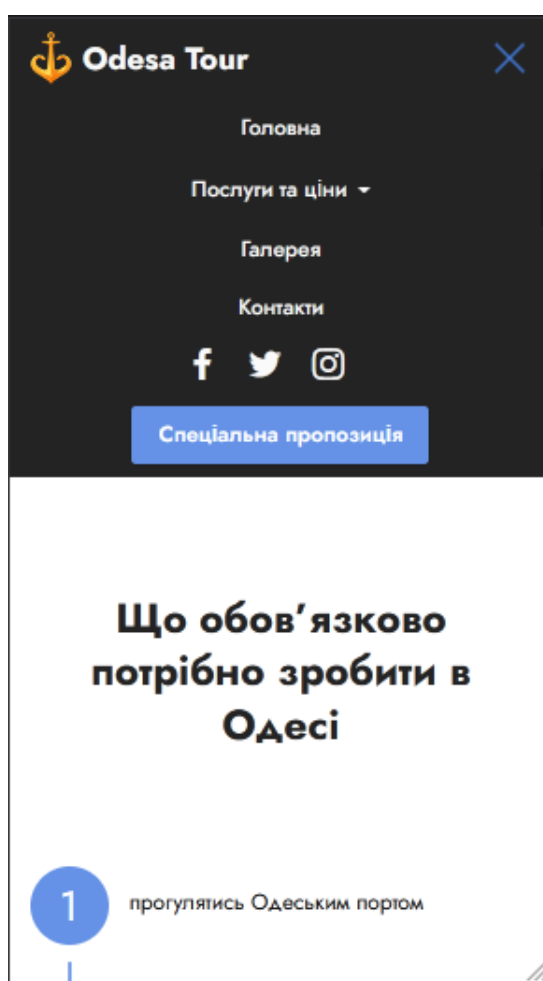 Odesa Tour
Головна
Послуги та ціни
Галерея
Контакти
Спеціальна пропозиція
Що обов’язково
потрібно зробити в
Одесі
1 прогулятись Одеським портом